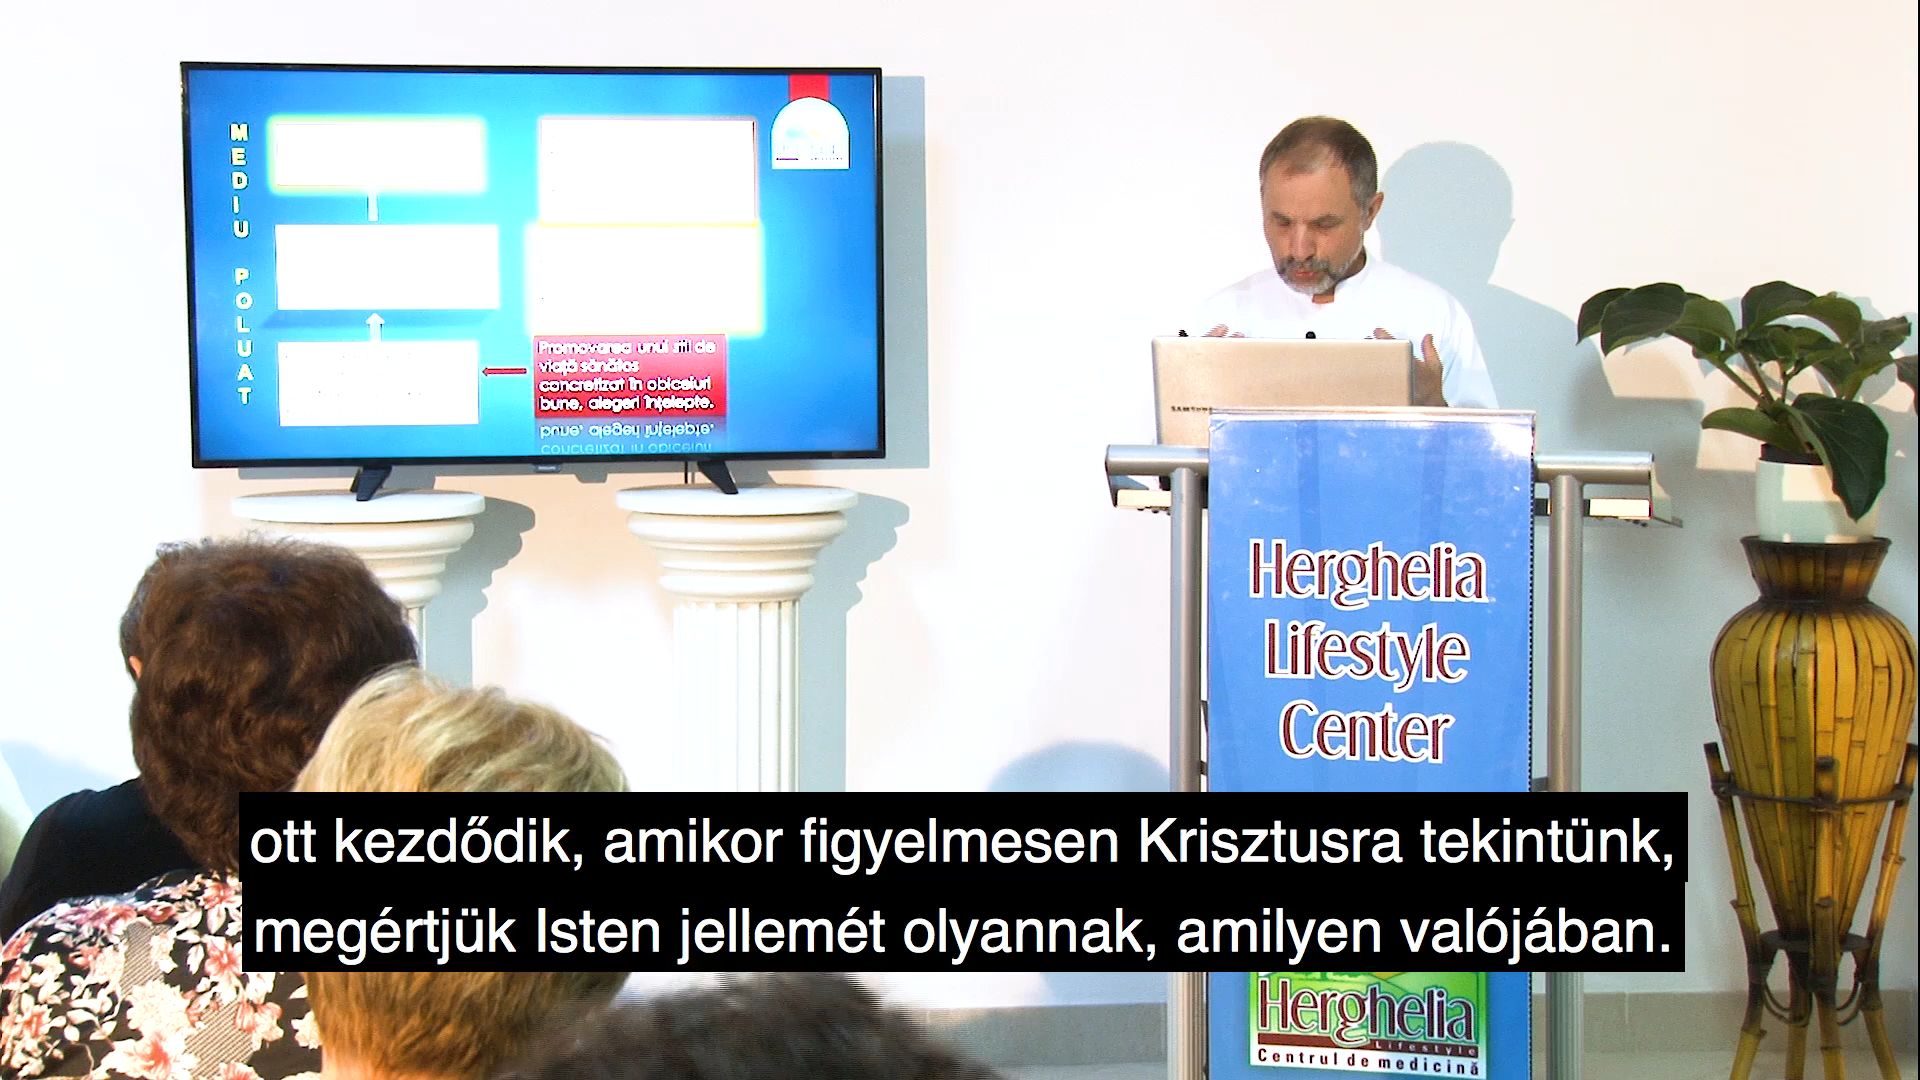 MEDIU POLUAT
Promovarea unui stil de
viață sănătos
concretizat în obiceiuri
bune, alegeri înțelepte.
SAMSUNG
Herghelia
Lifestyle
Center
ott kezdődik, amikor figyelmesen Krisztusra tekintünk,
megértjük Isten jellemét olyannak, amilyen valójában.
Herghelia
Lifestyle
Centrul de medicină